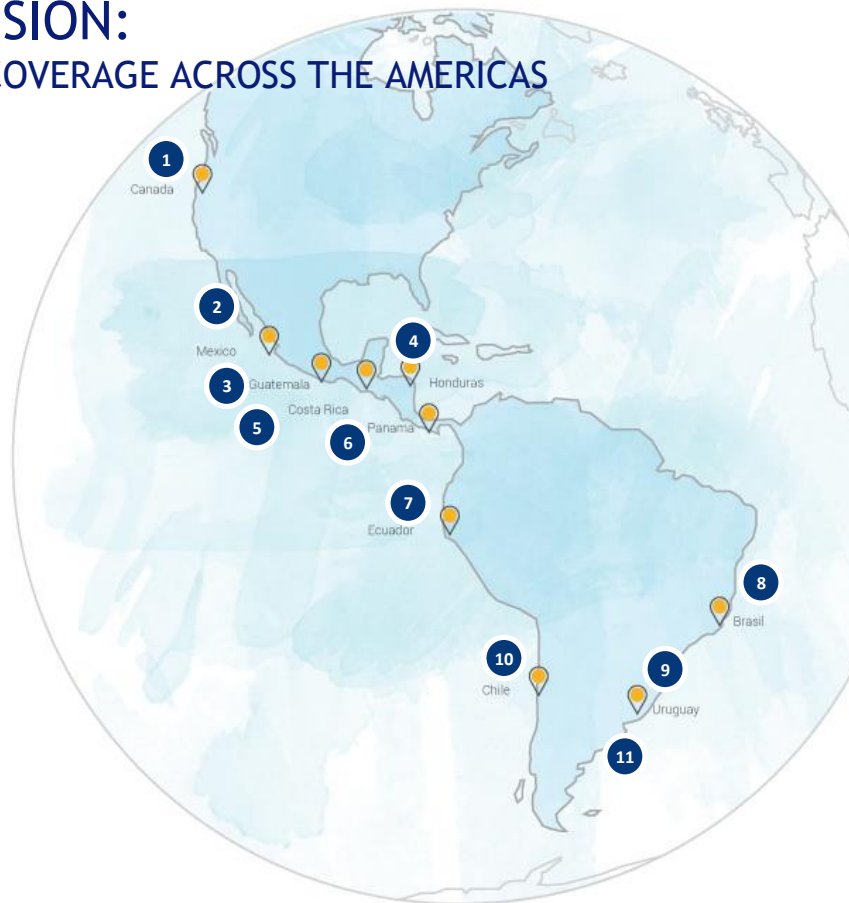 SION:
OVERAGE ACROSS THE AMERICAS
1
Canada
2
Mexico
4
3
Guatemala
Honduras
Costa Rica
5
6
Panama
7
Ecuador
8
Brasil
10
9
Chile
Uruguay
11